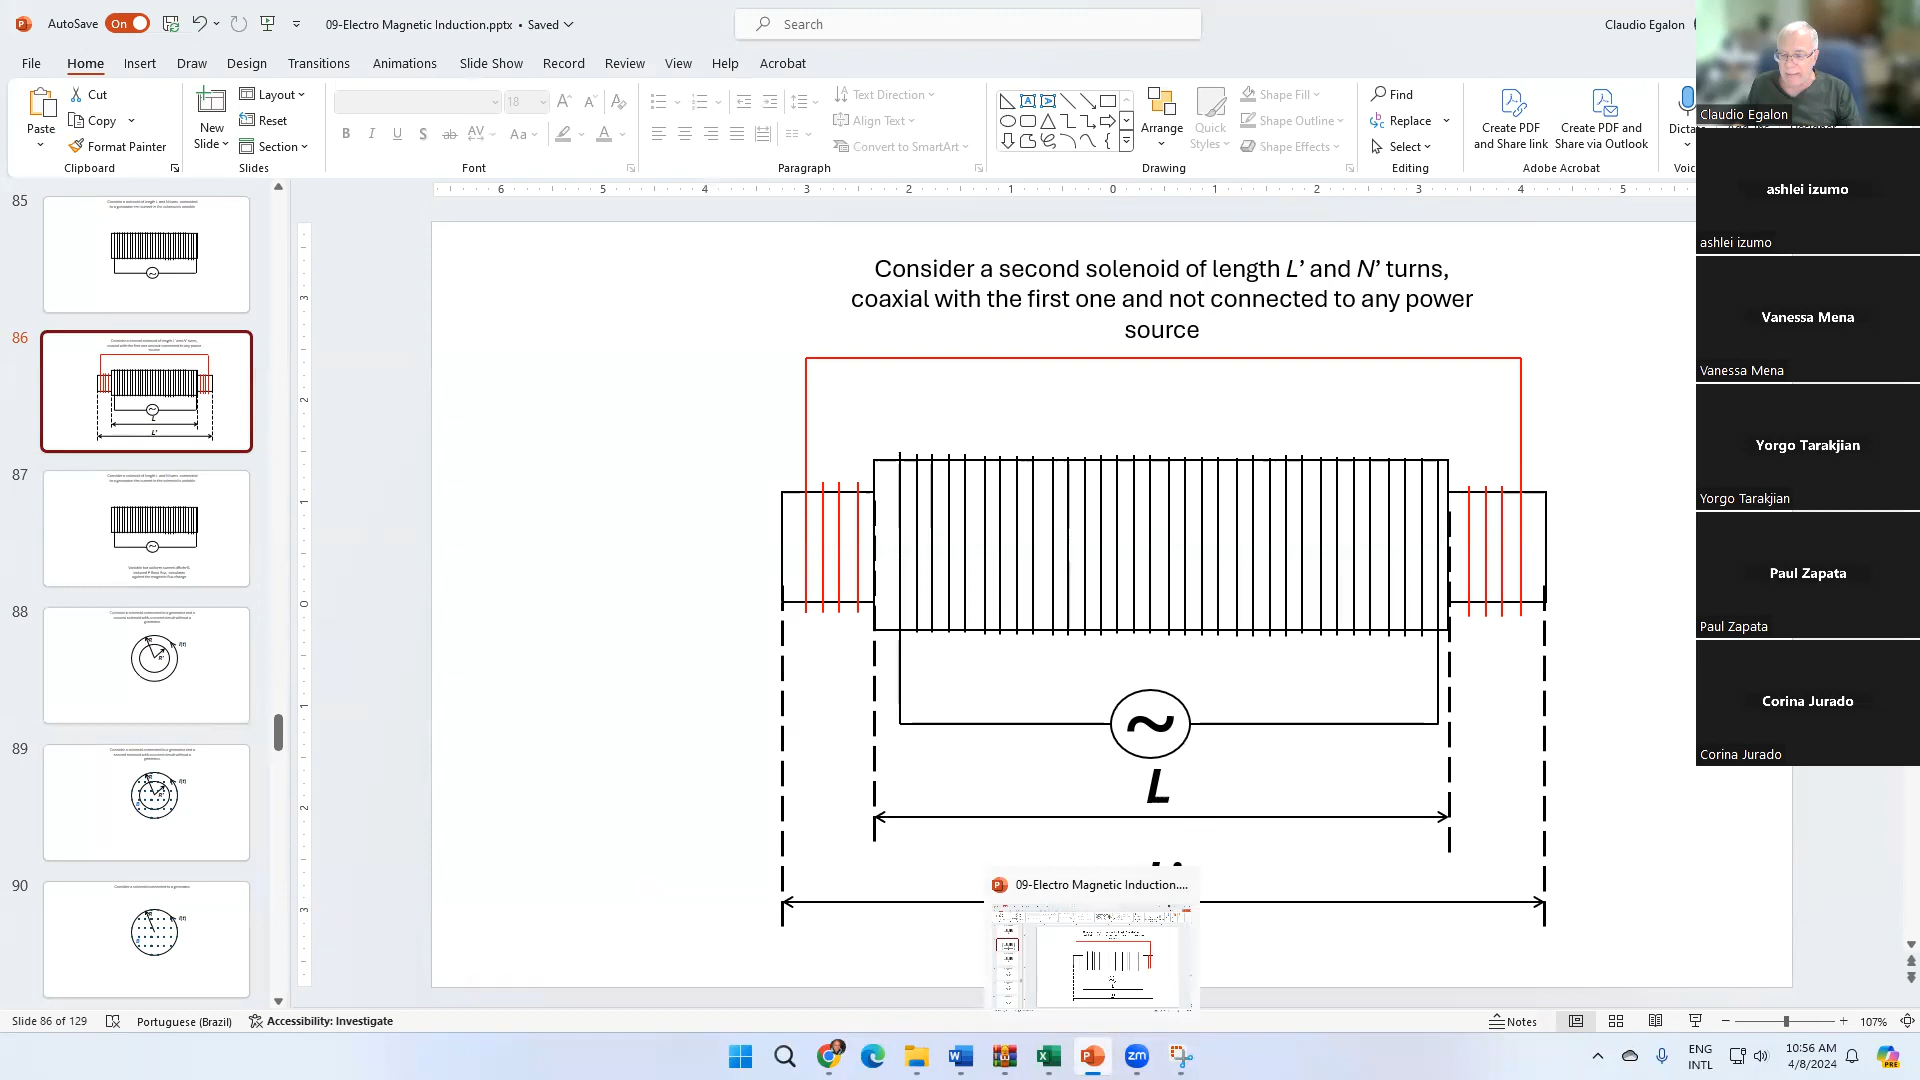 AutoSave On 09-Electro Magnetic Induction.pptx • Saved Search Claudio Egalon
File Home Insert Draw Design Transitions Animations Slide Show Record Review View Help Acrobat
Paste
Cut
Copy
Format Painter
Clipboard
New Slide
Layout
Reset
Section
Slides
18
Font
Text Direction
Align Text
Convert to SmartArt
Paragraph
Arrange
Quick Styles
Shape Fill
Shape Outline
Shape Effects
Drawing
Find
Replace
Select
Editing
Create PDF and Share link
Create PDF and Share via Outlook
Adobe Acrobat
Claudio Egalon
ashlei izumo
ashlei izumo
Vanessa Mena
Vanessa Mena
Yorgo Tarakjian
Yorgo Tarakjian
Paul Zapata
Paul Zapata
Corina Jurado
Corina Jurado
85
86
87
88
89
90
Consider a second solenoid of length L’ and N’ turns,
coaxial with the first one and not connected to any power
source
L
09-Electro Magnetic Induction....
Slide 86 of 129 Portuguese (Brazil) Accessibility: Investigate Notes 107%
ENG
INTL
10:56 AM
4/8/2024